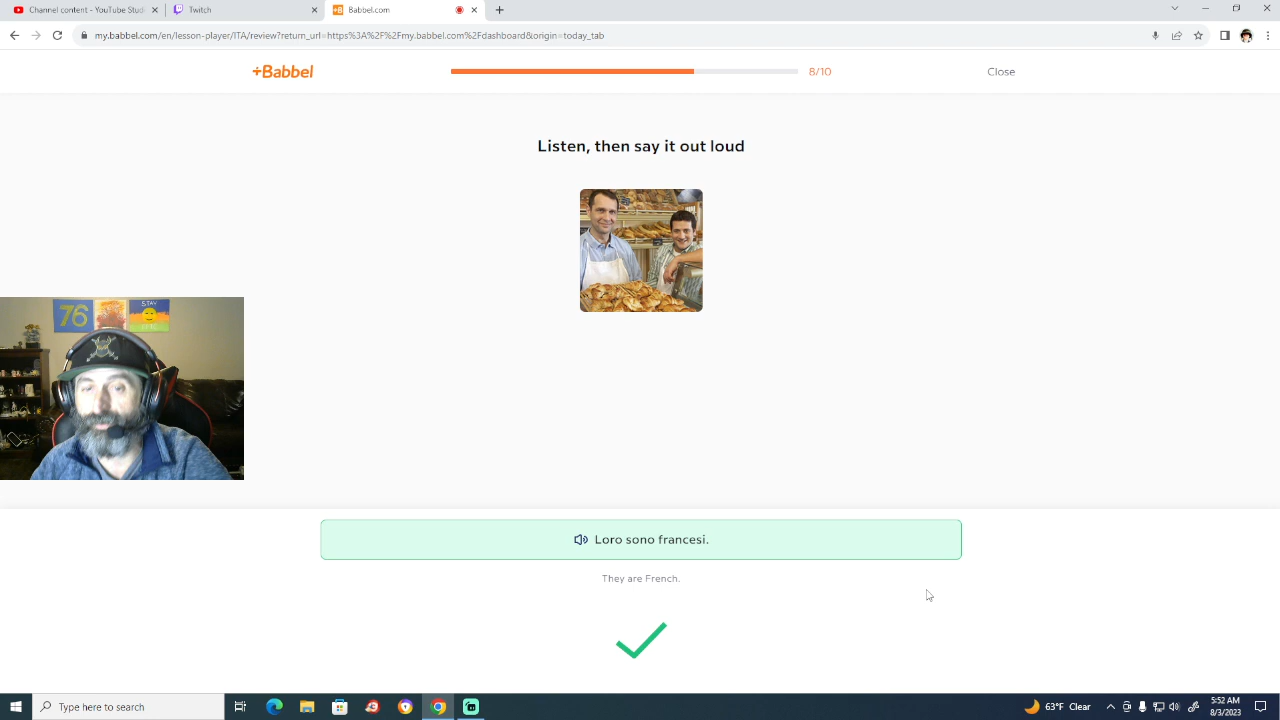 Channel content - YouTube Stud
Twitch
Babbel.com
my.babbel.com/en/lesson-player/ITA/review?return_url=https%3A%2F%2Fmy.babbel.com%2Fdashboard&origin=today_tab
+Babbel
8/10
Close
Listen, then say it out loud
76
STAY
Loro sono francesi.
They are French.
Type here to search
63°F Clear
5:52 AM
8/3/2023